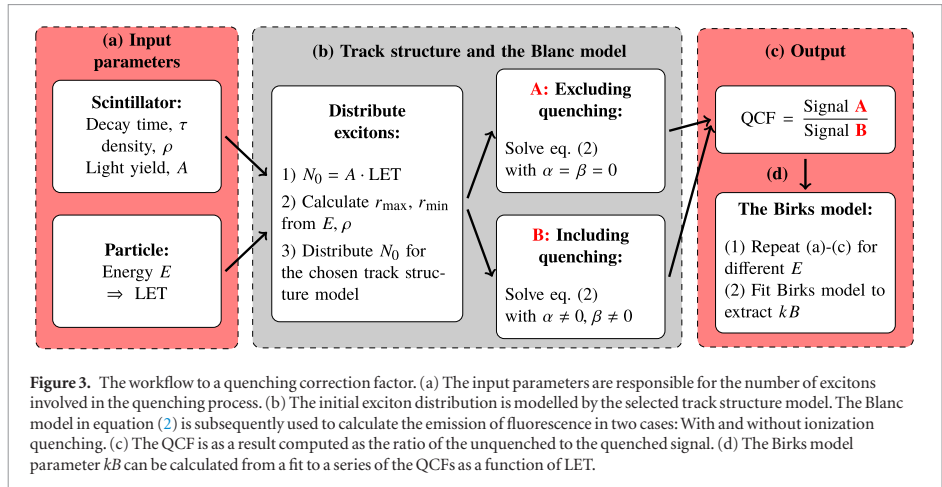 (a) Input
parameters
Scintillator:
Decay time, τ
density, ρ
Light yield, A
Particle:
Energy E
⇒ LET
(b) Track structure and the Blanc model
Distribute
excitons:
1) N₀ = A · LET
2) Calculate r_max, r_min
from E, ρ
3) Distribute N₀ for
the chosen track struc-
ture model
A: Excluding
quenching:
Solve eq. (2)
with α = β = 0
B: Including
quenching:
Solve eq. (2)
with α ≠ 0, β ≠ 0
(c) Output
QCF = Signal A / Signal B
(d)
The Birks model:
(1) Repeat (a)-(c) for
different E
(2) Fit Birks model to
extract kB
Figure 3. The workflow to a quenching correction factor. (a) The input parameters are responsible for the number of excitons
involved in the quenching process. (b) The initial exciton distribution is modelled by the selected track structure model. The Blanc
model in equation (2) is subsequently used to calculate the emission of fluorescence in two cases: With and without ionization
quenching. (c) The QCF is as a result computed as the ratio of the unquenched to the quenched signal. (d) The Birks model
parameter kB can be calculated from a fit to a series of the QCFs as a function of LET.